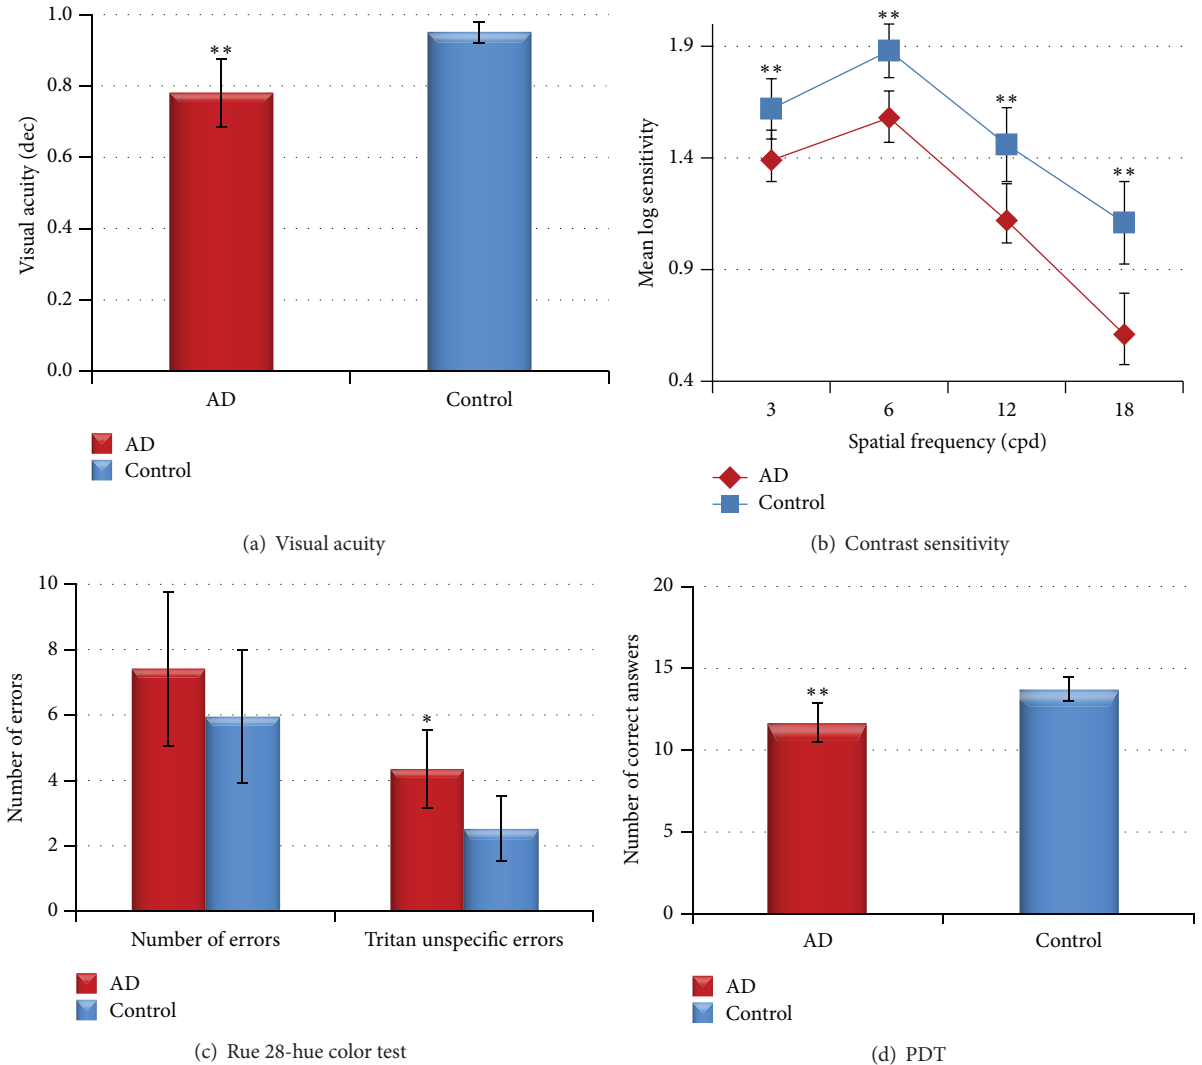 1.0
0.8
0.6
0.4
0.2
0.0
Visual acuity (dec)
**
AD
Control
AD
Control
(a) Visual acuity
1.9
1.4
0.9
0.4
Mean log sensitivity
**
**
**
**
3
6
12
18
Spatial frequency (cpd)
AD
Control
(b) Contrast sensitivity
10
8
6
4
2
0
Number of errors
*
Number of errors
Tritan unspecific errors
AD
Control
(c) Rue 28-hue color test
20
15
10
5
0
Number of correct answers
**
AD
Control
AD
Control
(d) PDT